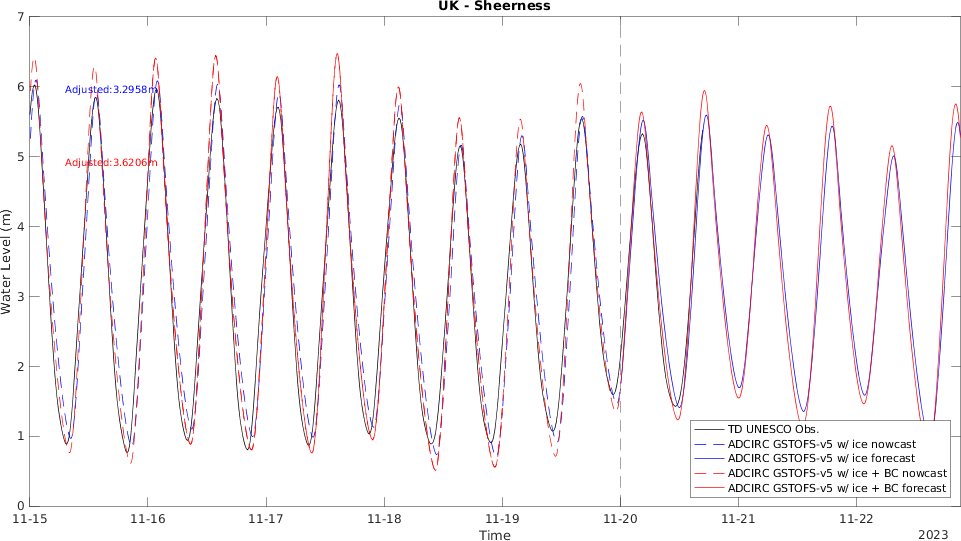 UK - Sheerness
7
6
5
4
3
2
1
0
Water Level (m)
Adjusted:3.2958m
Adjusted:3.6206m
TD UNESCO Obs.
ADCIRC GSTOFS-v5 w/ ice nowcast
ADCIRC GSTOFS-v5 w/ ice forecast
ADCIRC GSTOFS-v5 w/ ice + BC nowcast
ADCIRC GSTOFS-v5 w/ ice + BC forecast
11-15 11-16 11-17 11-18 11-19 11-20 11-21 11-22
Time
2023